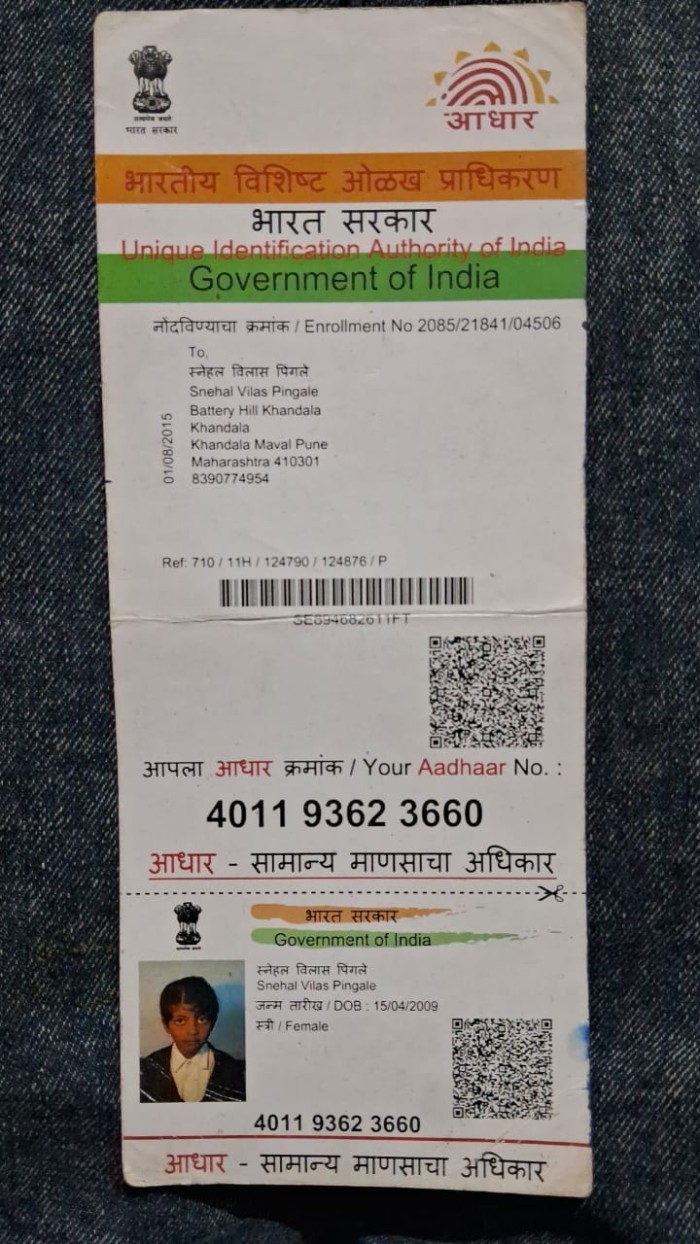 भारत सरकार
आधार
भारतीय विशिष्ट ओळख प्राधिकरण
भारत सरकार
Unique Identification Authority of India
Government of India
नोंदविण्याचा क्रमांक / Enrollment No 2085/21841/04506
To,
स्नेहल विलास पिंगले
Snehal Vilas Pingale
Battery Hill Khandala
Khandala
Khandala Maval Pune
Maharashtra 410301
8390774954
01/08/2015
Ref: 710 / 11H / 124790 / 124876 / P
SE894682611FT
आपला आधार क्रमांक / Your Aadhaar No. :
4011 9362 3660
आधार - सामान्य माणसाचा अधिकार
भारत सरकार
Government of India
स्नेहल विलास पिंगले
Snehal Vilas Pingale
जन्म तारीख / DOB : 15/04/2009
स्त्री / Female
4011 9362 3660
आधार - सामान्य माणसाचा अधिकार